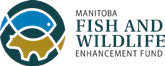 MANITOBA
FISH AND
WILDLIFE
ENHANCEMENT FUND